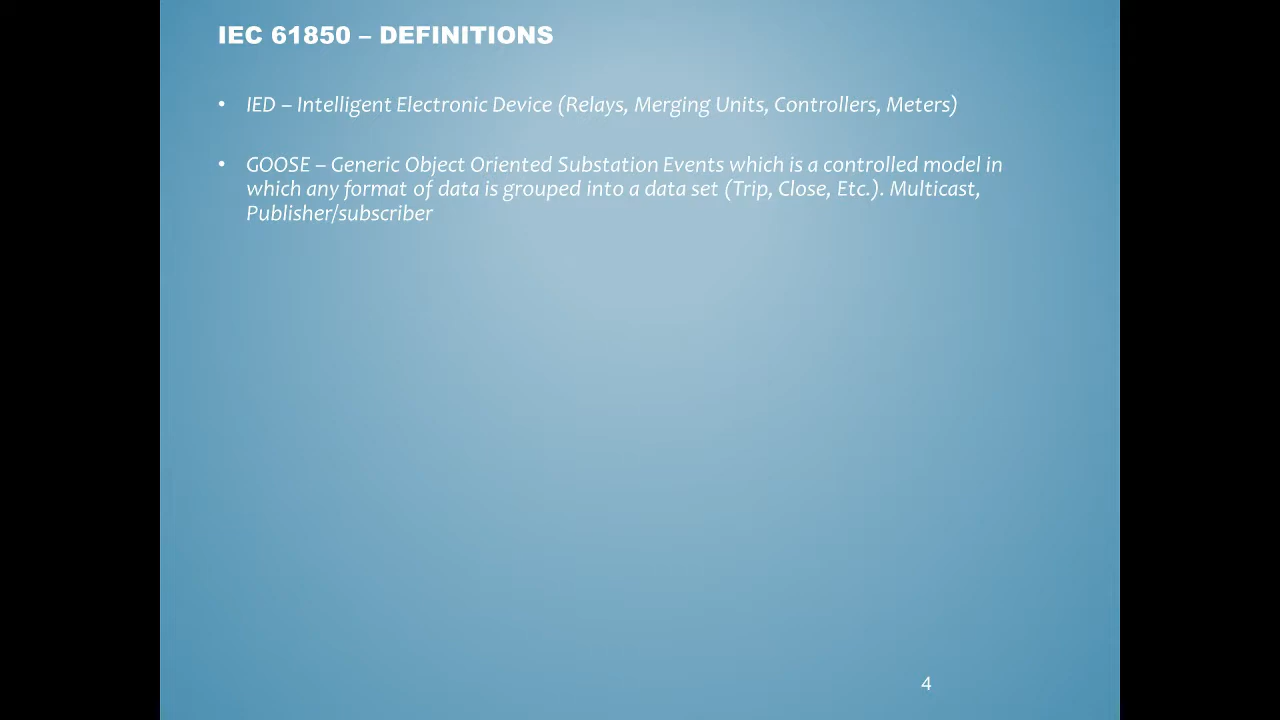 IEC 61850 – DEFINITIONS
• IED – Intelligent Electronic Device (Relays, Merging Units, Controllers, Meters)
• GOOSE – Generic Object Oriented Substation Events which is a controlled model in
which any format of data is grouped into a data set (Trip, Close, Etc.). Multicast,
Publisher/subscriber
4